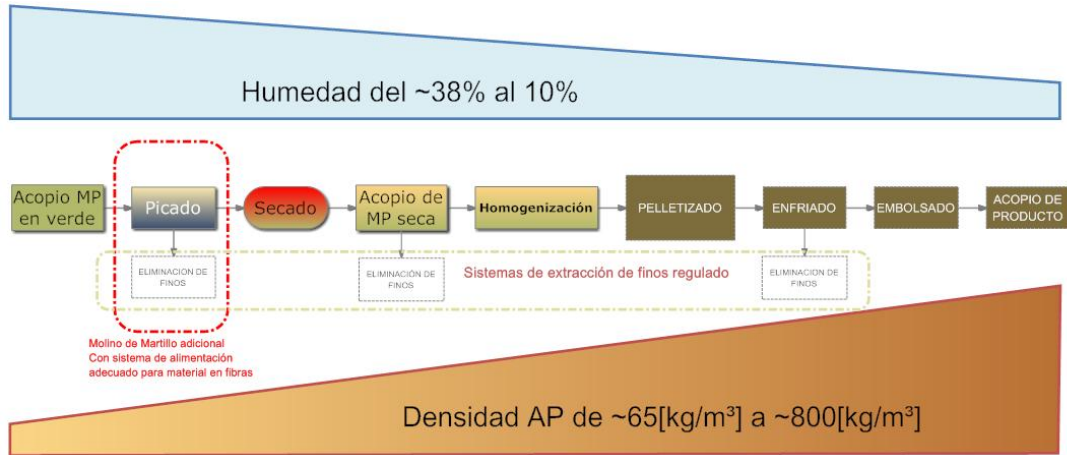 Humedad del ~38% al 10%
Acopio MP
en verde
Picado
Secado
Acopio de
MP seca
Homogenización
PELLETIZADO
ENFRIADO
EMBOLSADO
ACOPIO DE
PRODUCTO
ELIMINACION DE
FINOS
ELIMINACIÓN DE
FINOS
Sistemas de extracción de finos regulado
ELIMINACION DE
FINOS
Molino de Martillo adicional
Con sistema de alimentación
adecuado para material en fibras
Densidad AP de ~65[kg/m³] a ~800[kg/m³]